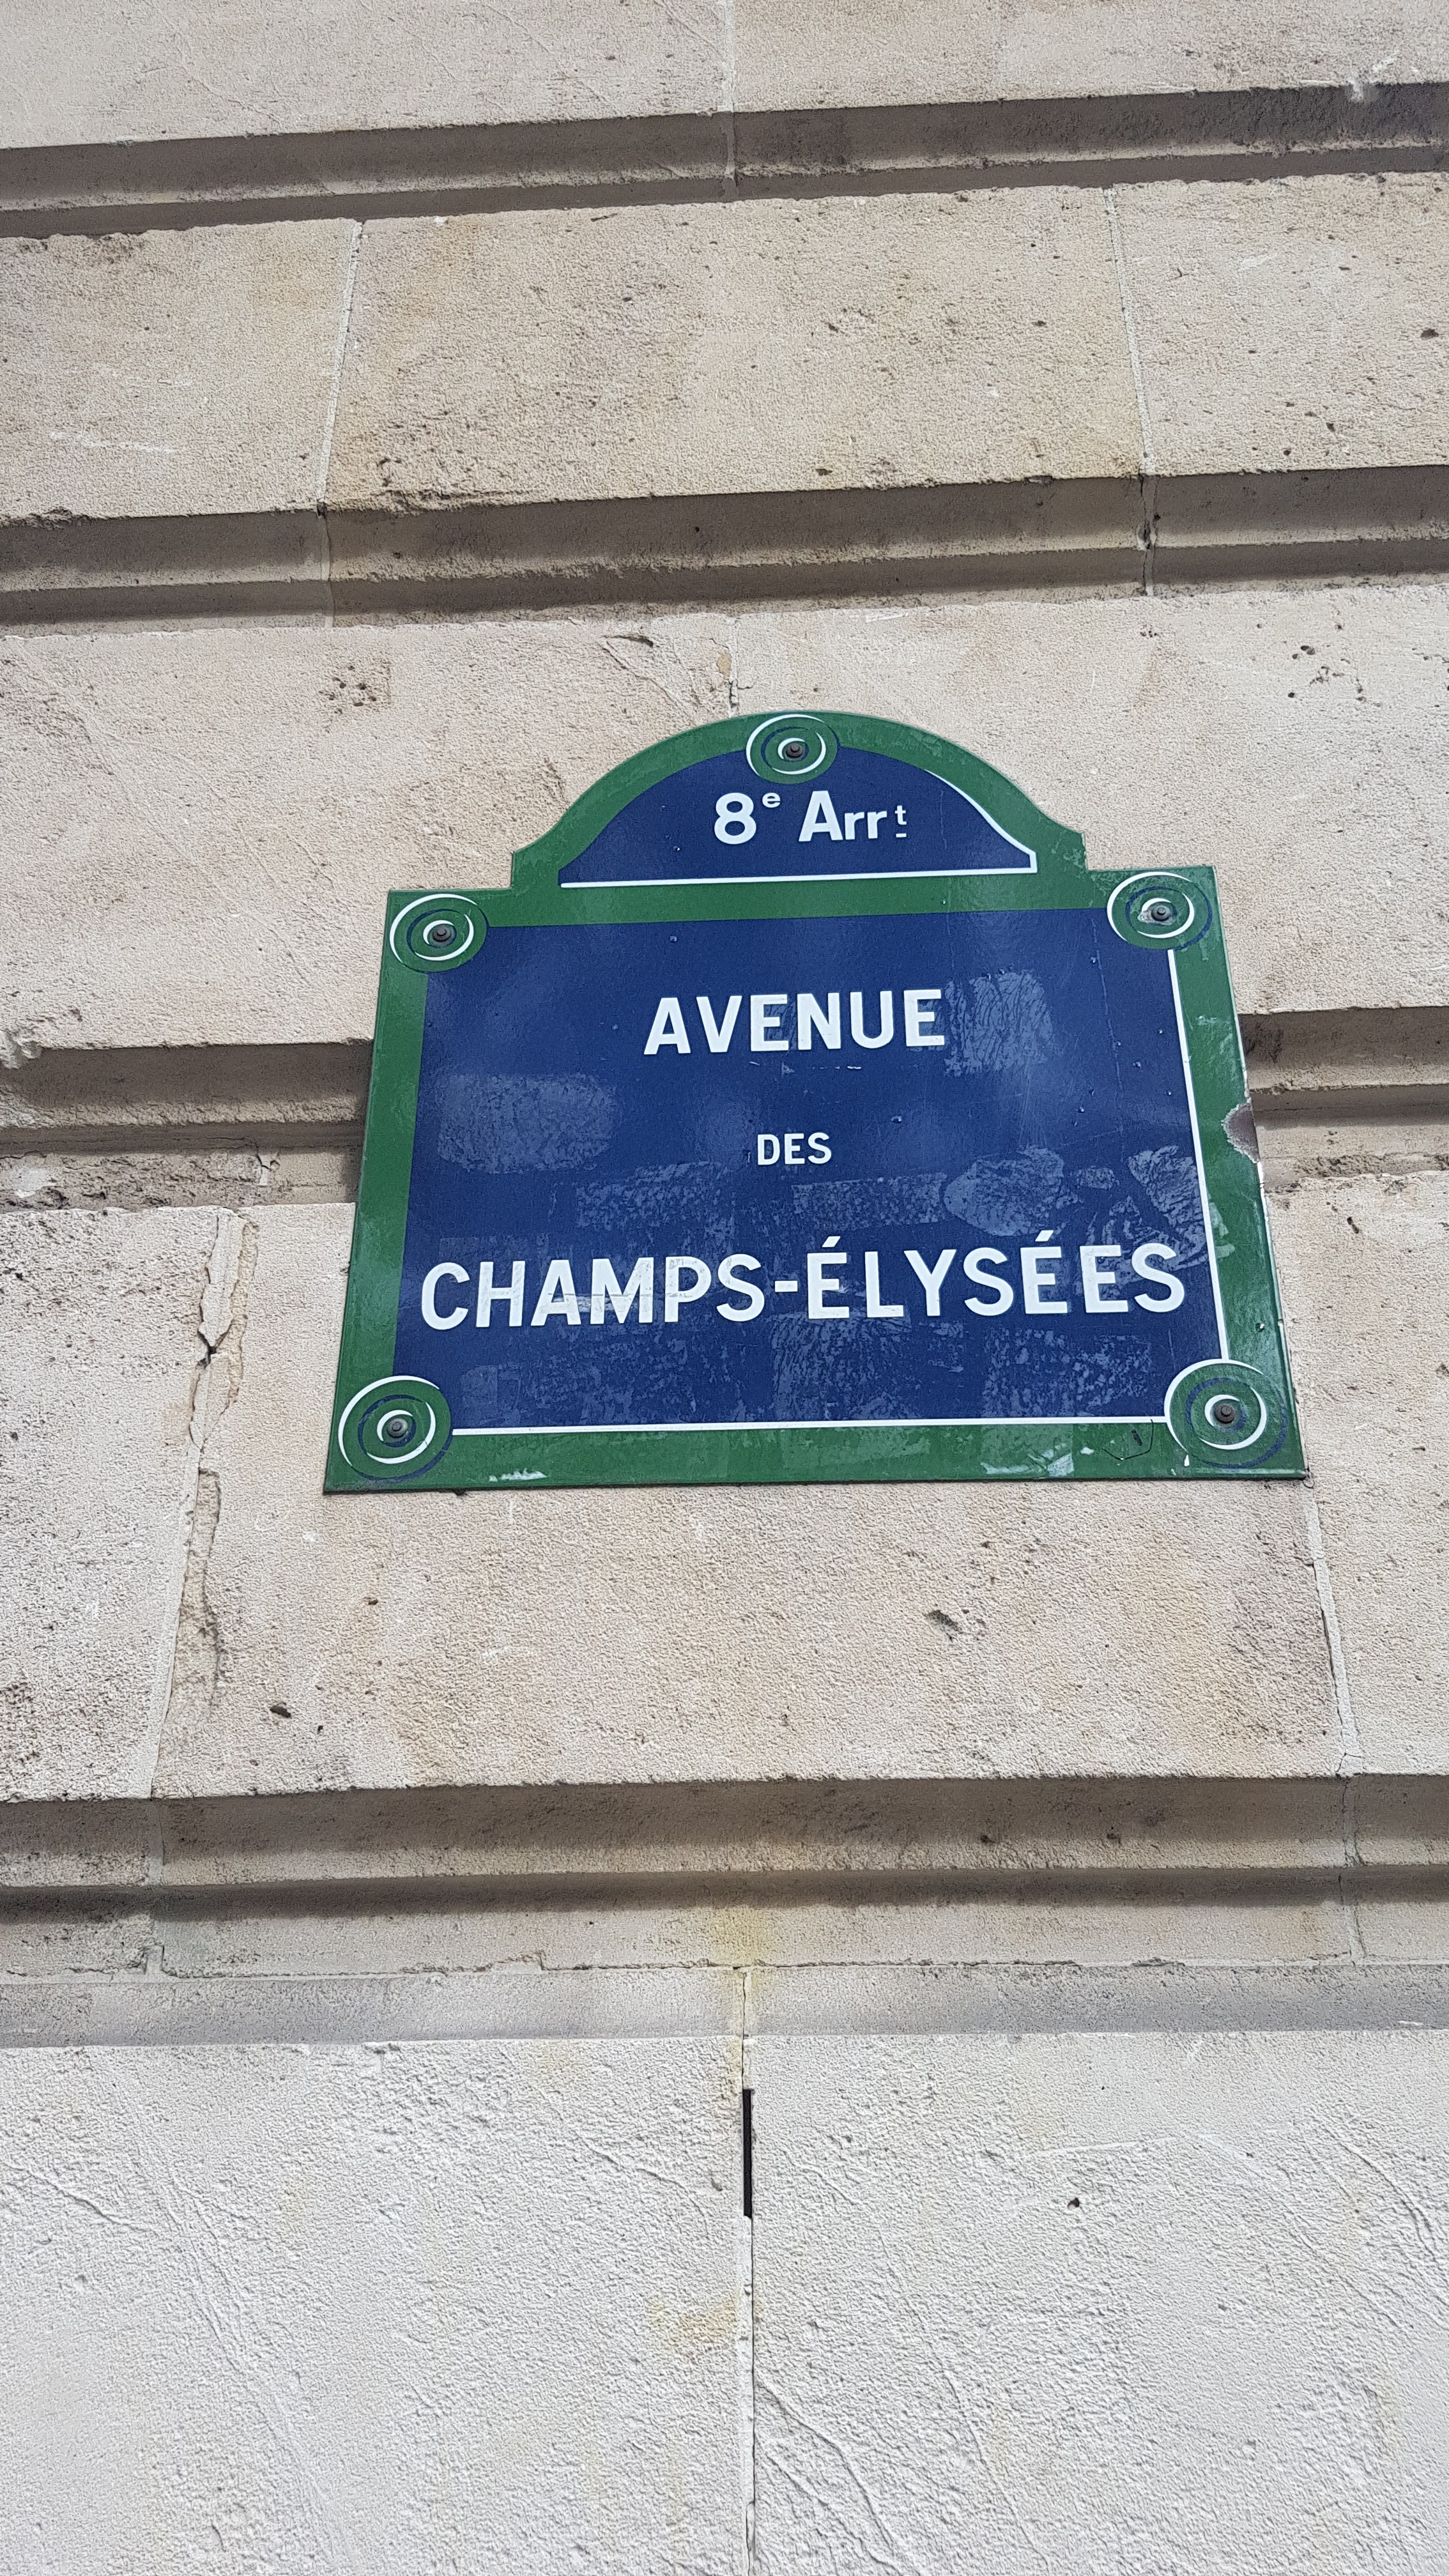 8e Arrt
AVENUE
DES
CHAMPS-ÉLYSÉES